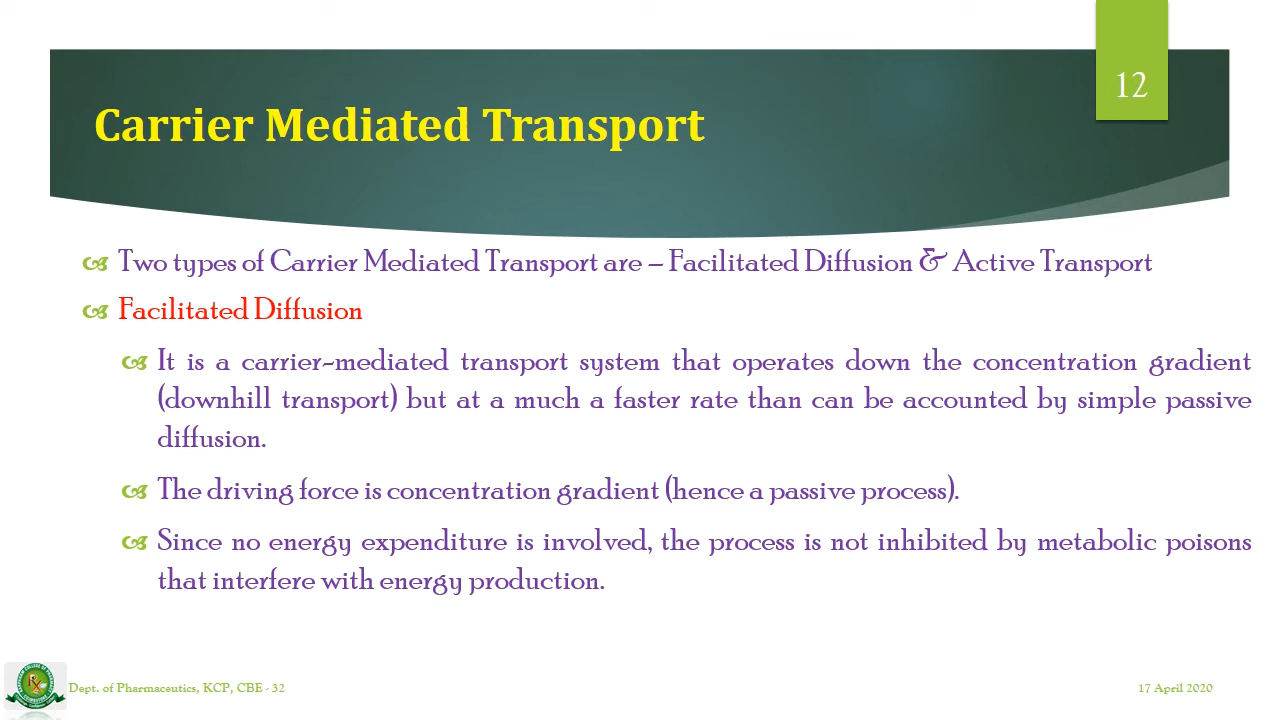 12
Carrier Mediated Transport
Two types of Carrier Mediated Transport are – Facilitated Diffusion & Active Transport
Facilitated Diffusion
It is a carrier-mediated transport system that operates down the concentration gradient
(downhill transport) but at a much a faster rate than can be accounted by simple passive
diffusion.
The driving force is concentration gradient (hence a passive process).
Since no energy expenditure is involved, the process is not inhibited by metabolic poisons
that interfere with energy production.
Dept. of Pharmaceutics, KCP, CBE - 32
17 April 2020